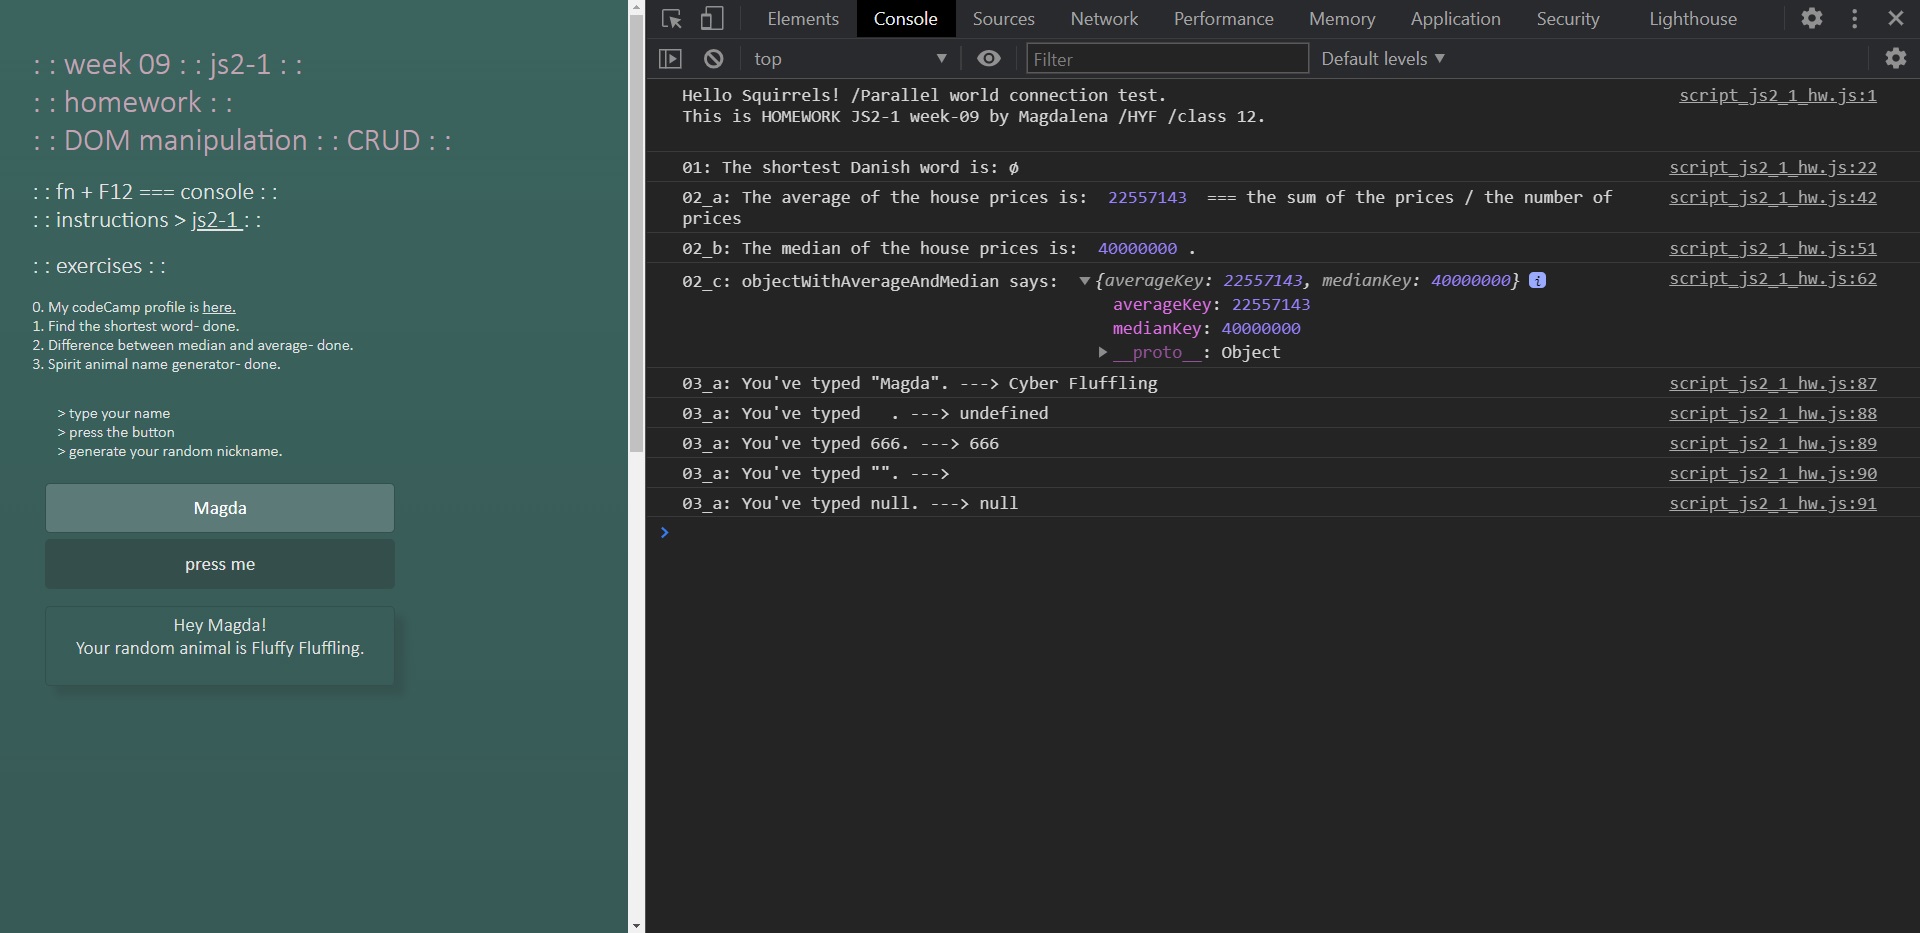 : : week 09 : : js2-1 : :
: : homework : :
: : DOM manipulation : : CRUD : :
: : fn + F12 === console : :
: : instructions > js2-1 : :
: : exercises : :
0. My codeCamp profile is here.
1. Find the shortest word- done.
2. Difference between median and average- done.
3. Spirit animal name generator- done.
> type your name
> press the button
> generate your random nickname.
Magda
press me
Hey Magda!
Your random animal is Fluffy Fluffling.
Elements Console Sources Network Performance Memory Application Security Lighthouse
top Filter Default levels
Hello Squirrels! /Parallel world connection test. script_js2_1_hw.js:1
This is HOMEWORK JS2-1 week-09 by Magdalena /HYF /class 12.
01: The shortest Danish word is: ø script_js2_1_hw.js:22
02_a: The average of the house prices is: 22557143 === the sum of the prices / the number of script_js2_1_hw.js:42
prices
02_b: The median of the house prices is: 40000000 . script_js2_1_hw.js:51
02_c: objectWithAverageAndMedian says: {averageKey: 22557143, medianKey: 40000000} i script_js2_1_hw.js:62
averageKey: 22557143
medianKey: 40000000
__proto__: Object
03_a: You've typed "Magda". ---> Cyber Fluffling script_js2_1_hw.js:87
03_a: You've typed   . ---> undefined script_js2_1_hw.js:88
03_a: You've typed 666. ---> 666 script_js2_1_hw.js:89
03_a: You've typed "". ---> script_js2_1_hw.js:90
03_a: You've typed null. ---> null script_js2_1_hw.js:91
>